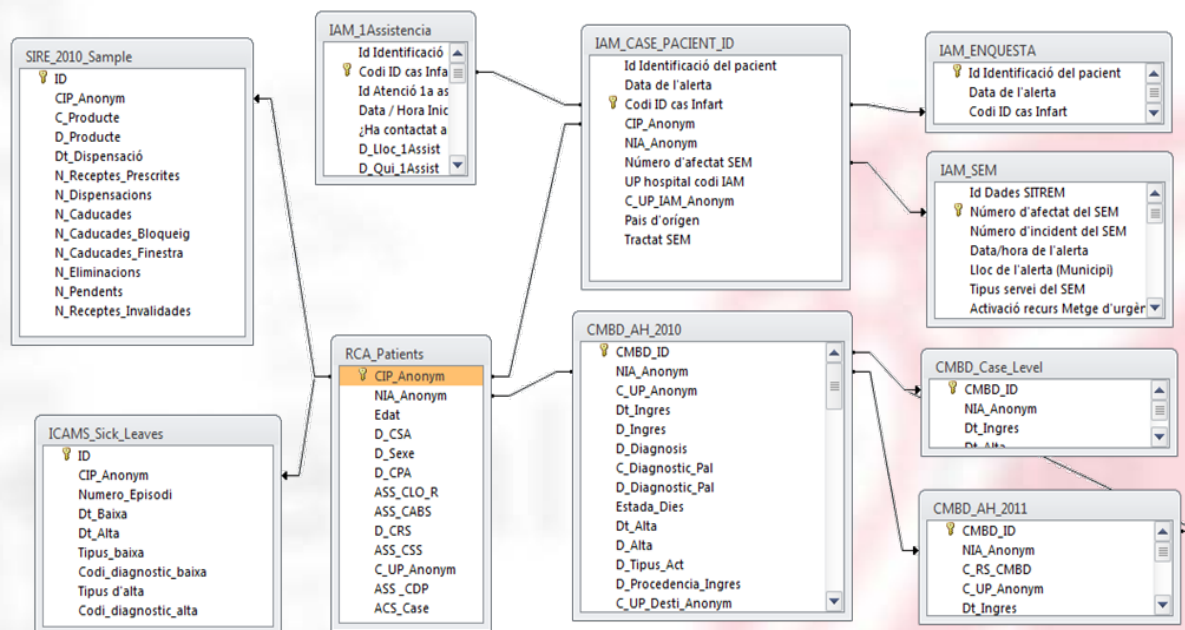 SIRE_2010_Sample
ID
CIP_Anonym
C_Producte
D_Producte
Dt_Dispensació
N_Receptes_Prescrites
N_Dispensacions
N_Caducades
N_Caducades_Bloqueig
N_Caducades_Finestra
N_Eliminacions
N_Pendents
N_Receptes_Invalidades
IAM_1Assistencia
Id Identificació
Codi ID cas Infa
Id Atenció 1a as
Data / Hora Inic
¿Ha contactat a
D_Lloc_1Assist
D_Qui_1Assist
IAM_CASE_PACIENT_ID
Id Identificació del pacient
Data de l'alerta
Codi ID cas Infart
CIP_Anonym
NIA_Anonym
Número d'afectat SEM
UP hospital codi IAM
C_UP_IAM_Anonym
Pais d'orígen
Tractat SEM
IAM_ENQUESTA
Id Identificació del pacient
Data de l'alerta
Codi ID cas Infart
IAM_SEM
Id Dades SITREM
Número d'afectat del SEM
Número d'incident del SEM
Data/hora de l'alerta
Lloc de l'alerta (Municipi)
Tipus servei del SEM
Activació recurs Metge d'urgèr
ICAMS_Sick_Leaves
ID
CIP_Anonym
Numero_Episodi
Dt_Baixa
Dt_Alta
Tipus_baixa
Codi_diagnostic_baixa
Tipus d'alta
Codi_diagnostic_alta
RCA_Patients
CIP_Anonym
NIA_Anonym
Edat
D_CSA
D_Sexe
D_CPA
ASS_CLO_R
ASS_CABS
D_CRS
ASS_CSS
C_UP_Anonym
ASS _CDP
ACS_Case
CMBD_AH_2010
CMBD_ID
NIA_Anonym
C_UP_Anonym
Dt_Ingres
D_Ingres
D_Diagnosis
C_Diagnostic_Pal
D_Diagnostic_Pal
Estada_Dies
Dt_Alta
D_Alta
D_Tipus_Act
D_Procedencia_Ingres
C_UP_Desti_Anonym
CMBD_Case_Level
CMBD_ID
NIA_Anonym
Dt_Ingres
Dt_Alta
CMBD_AH_2011
CMBD_ID
NIA_Anonym
C_RS_CMBD
C_UP_Anonym
Dt_Ingres